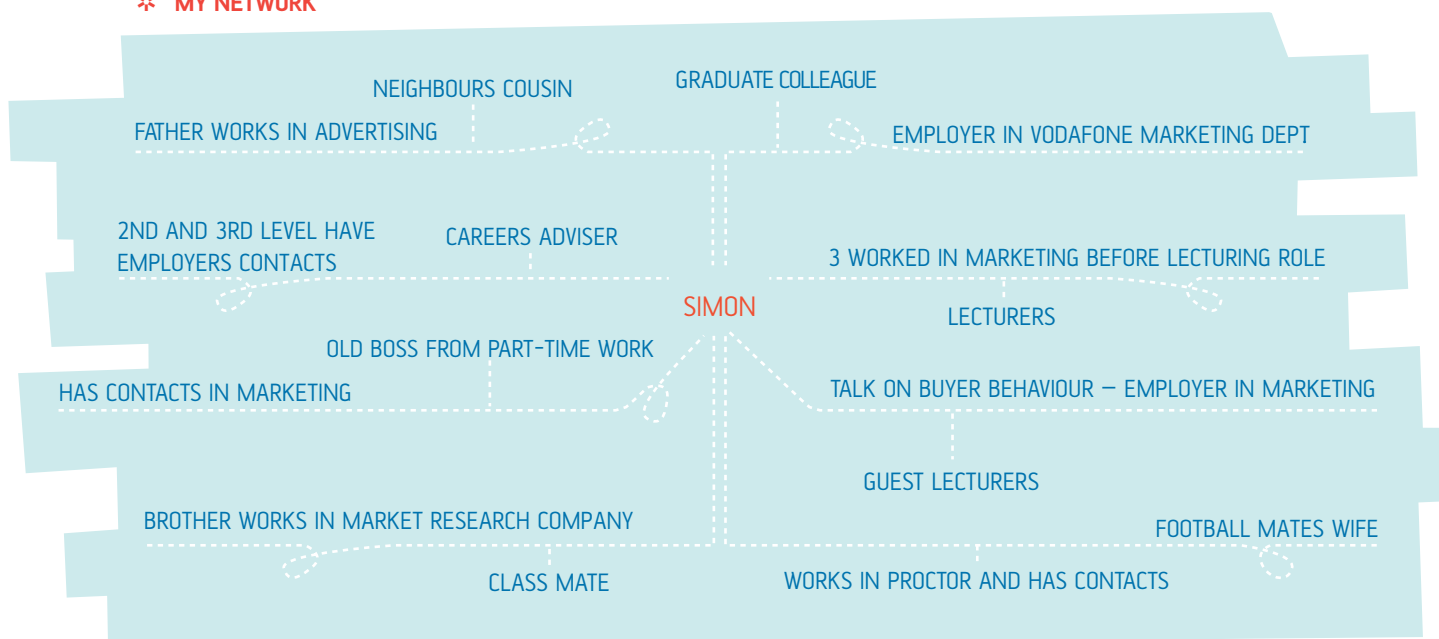 MY NETWORK
NEIGHBOURS COUSIN
GRADUATE COLLEAGUE
FATHER WORKS IN ADVERTISING
EMPLOYER IN VODAFONE MARKETING DEPT
2ND AND 3RD LEVEL HAVE
EMPLOYERS CONTACTS
CAREERS ADVISER
3 WORKED IN MARKETING BEFORE LECTURING ROLE
SIMON
LECTURERS
OLD BOSS FROM PART-TIME WORK
HAS CONTACTS IN MARKETING
TALK ON BUYER BEHAVIOUR – EMPLOYER IN MARKETING
GUEST LECTURERS
BROTHER WORKS IN MARKET RESEARCH COMPANY
FOOTBALL MATES WIFE
CLASS MATE
WORKS IN PROCTOR AND HAS CONTACTS